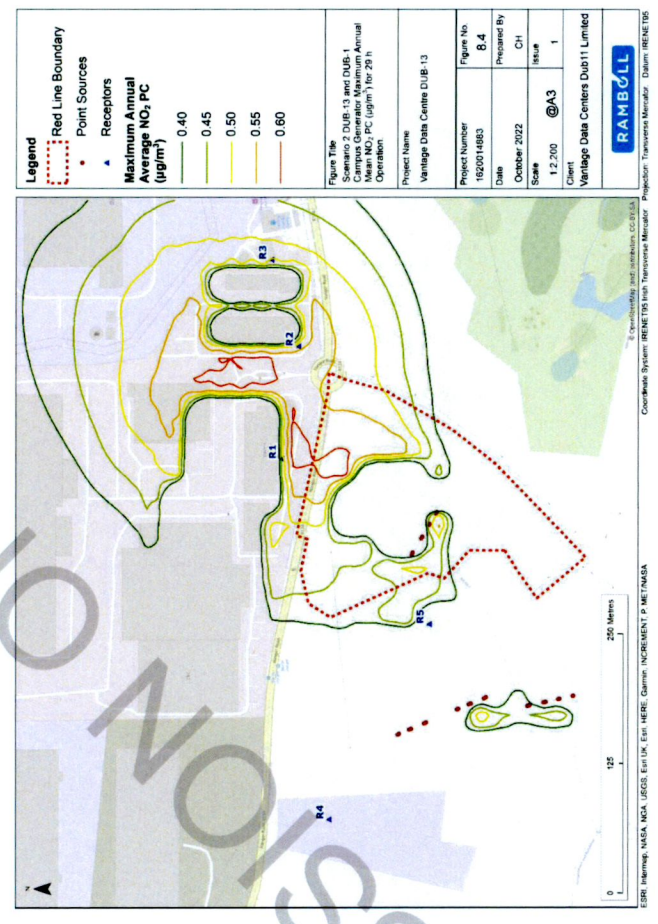 Legend
Red Line Boundary
Point Sources
Receptors
Maximum Annual
Average NO₂ PC
(µg/m³)
0.40
0.45
0.50
0.55
0.60
Figure Title
Scenario 2 DUB-13 and DUB-1
Campus Generator Maximum Annual
Mean NO₂ PC (µg/m³) for 29 h
Operation
Project Name
Vantage Data Centre DUB-13
Project Number
1620014883
Figure No.
8.4
Date
October 2022
Prepared By
CH
Scale
1:2,200 @A3
Issue
1
Client
Vantage Data Centers Dub11 Limited
RAMBOLL
N
R1
R2
R3
R4
R5
0 125 250 Metres
© OpenStreetMap (and) contributors, CC-BY-SA
ESRI, Intermap, NASA, NGA, USGS, Esri UK, Esri, HERE, Garmin, INCREMENT, P, MET/NASA
Coordinate System: IRENET95 Irish Transverse Mercator Projection: Transverse Mercator Datum: IRENET95
NO